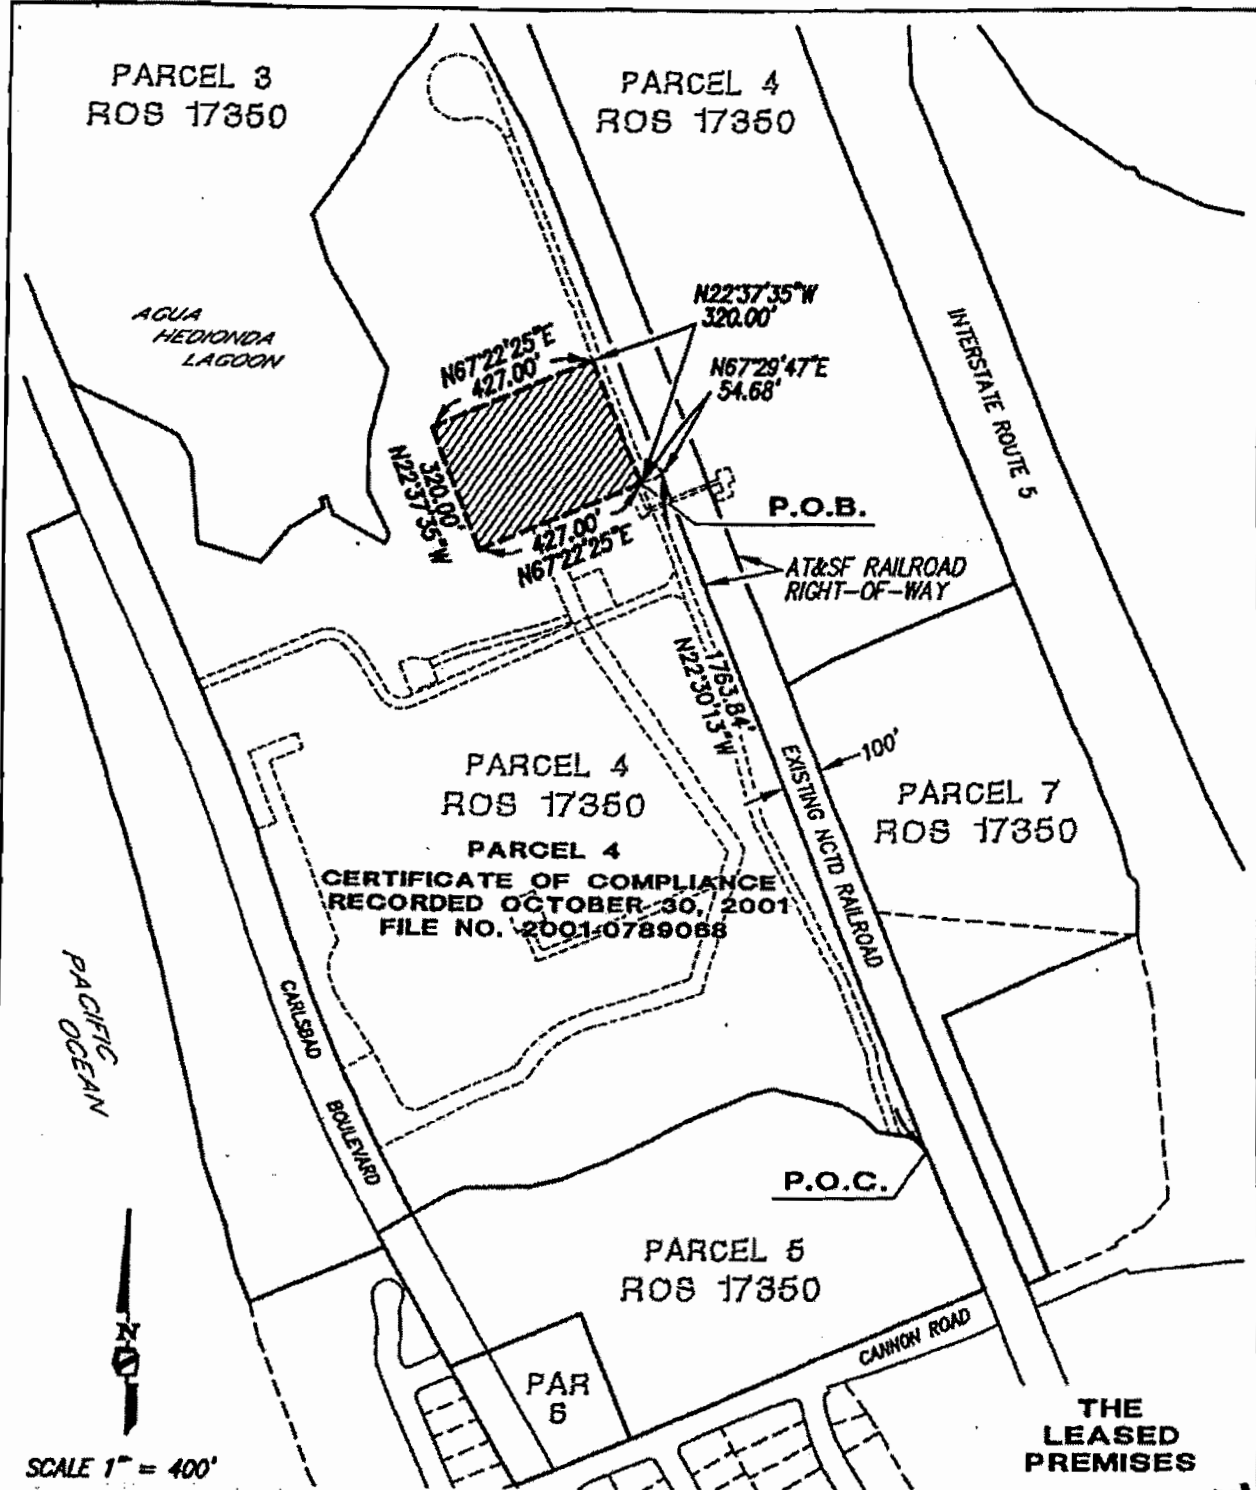 PARCEL 3
ROS 17350
PARCEL 4
ROS 17350
AGUA
HEDIONDA
LAGOON
N22°37'35"W
320.00'
N67°22'25"E
427.00'
N67°29'47"E
54.68'
INTERSTATE ROUTE 5
320.00'
N22°37'35"W
427.00'
N67°22'25"E
P.O.B.
AT&SF RAILROAD
RIGHT-OF-WAY
1763.84'
N22°30'13"W
100'
EXISTING NCTD RAILROAD
PARCEL 4
ROS 17350
PARCEL 7
ROS 17350
PARCEL 4
CERTIFICATE OF COMPLIANCE
RECORDED OCTOBER 30, 2001
FILE NO. 2001-0789068
PACIFIC
OCEAN
CARLSBAD
BOULEVARD
P.O.C.
PARCEL 5
ROS 17350
CANNON ROAD
N
PAR
5
THE
LEASED
PREMISES
SCALE 1" = 400'